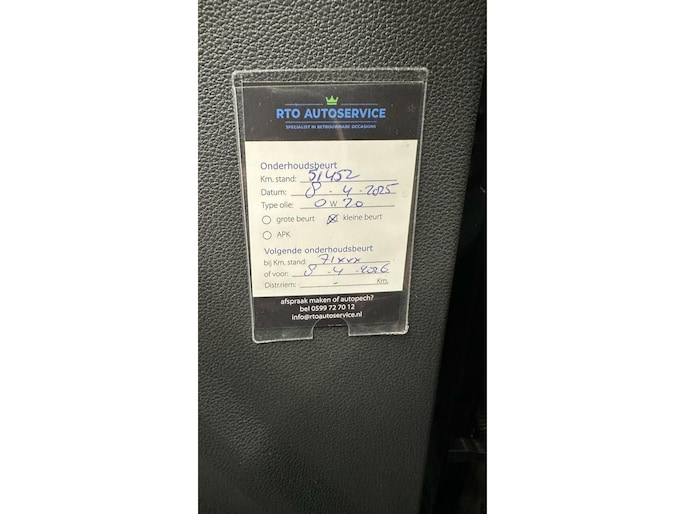 RTO AUTOSERVICE
SPECIALIST IN BETROUWBARE OCCASIONS
Onderhoudsbeurt
Km. stand: 51452
Datum: 8 - 4 - 2025
Type olie: 0 W 20
grote beurt kleine beurt
APK
Volgende onderhoudsbeurt
bij Km. stand: 71xxx
of voor: 8 - 4 - 2026
Distr.riem: - Km.
afspraak maken of autopech?
bel 0599 72 70 12
info@rtoautoservice.nl